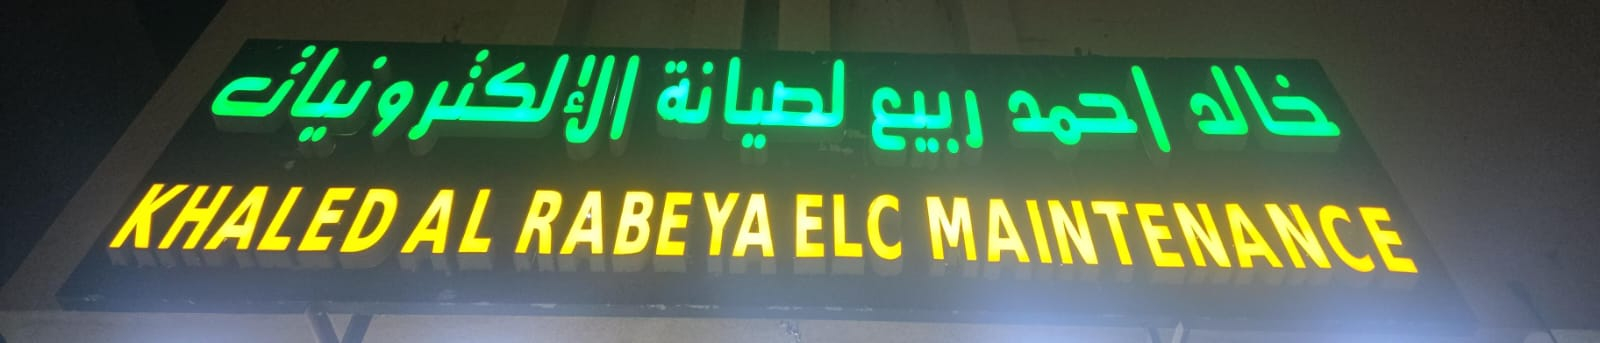 خالد احمد ربيع لصيانة الإلكترونيات
KHALED AL RABEYA ELC MAINTENANCE